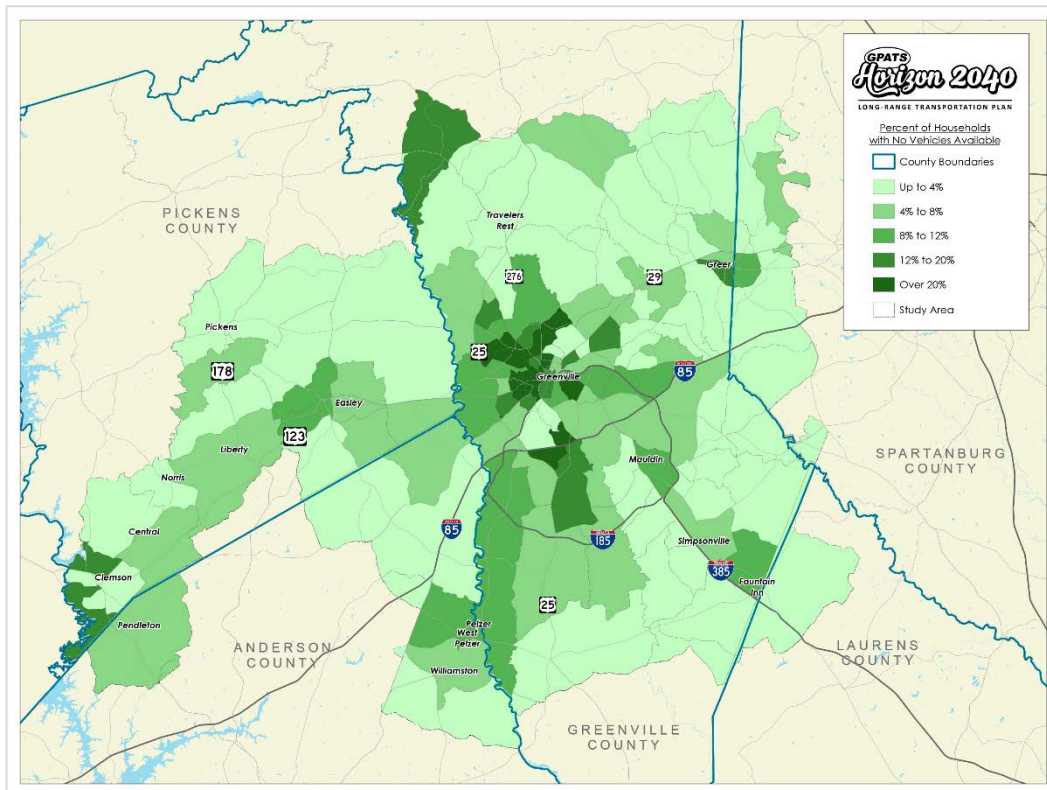 GPATS
Horizon 2040
LONG-RANGE TRANSPORTATION PLAN
Percent of Households
with No Vehicles Available
County Boundaries
Up to 4%
4% to 8%
8% to 12%
12% to 20%
Over 20%
Study Area
PICKENS
COUNTY
Travelers
Rest
276
29
Greer
Pickens
178
25
Greenville
85
Easley
123
Liberty
Mauldin
SPARTANBURG
COUNTY
Norris
Central
85
185
Simpsonville
385
Clemson
Fountain
Inn
25
Pendleton
Pelzer
West
Pelzer
ANDERSON
COUNTY
LAURENS
COUNTY
Williamston
GREENVILLE
COUNTY